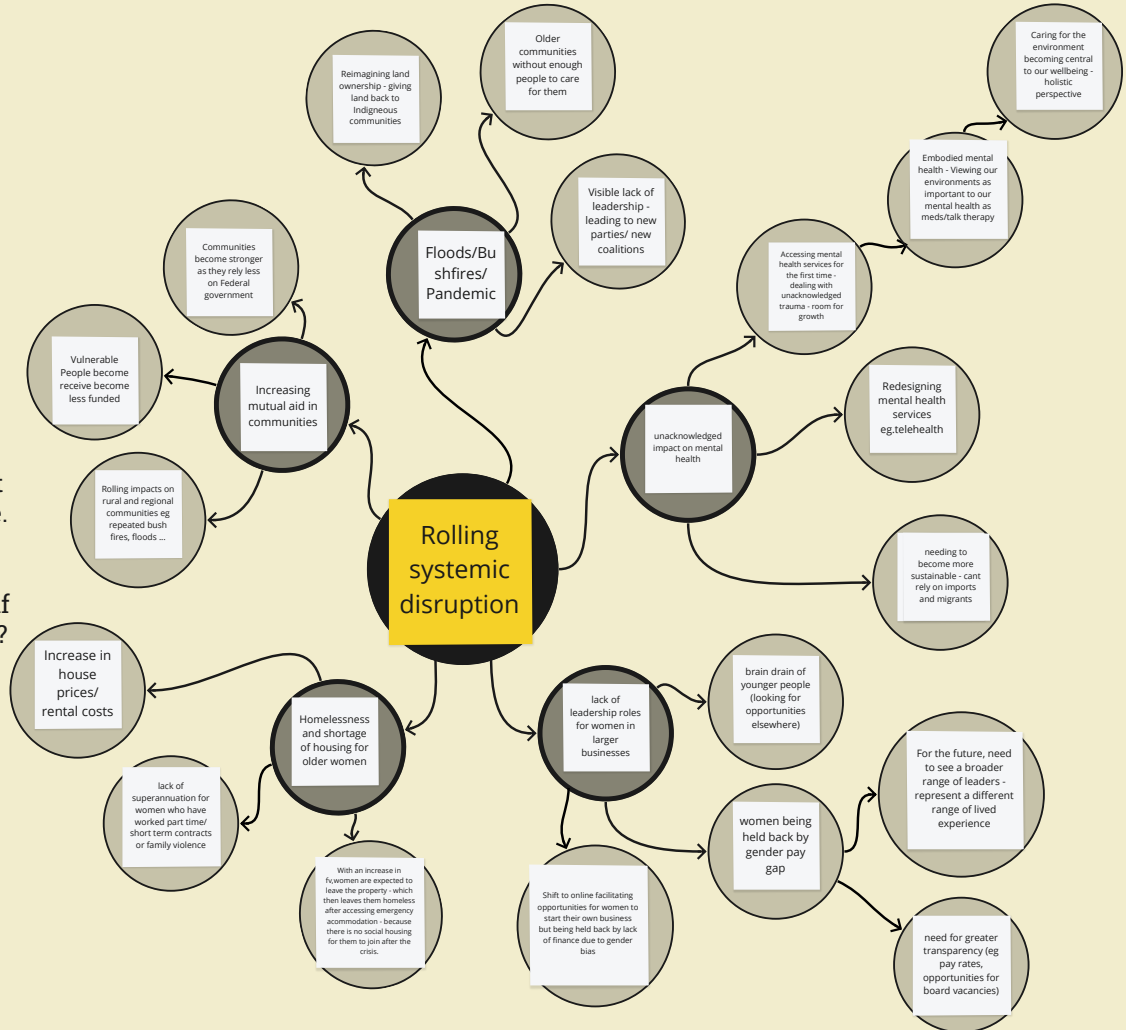 Older
communities
without enough
people to care
for them
Reimagining land
ownership - giving
land back to
Indigneous
communities
Caring for the
environment
becoming central
to our wellbeing -
holistic
perspective
Embodied mental
health - Viewing our
environments as
important to our
mental health as
meds/talk therapy
Visible lack of
leadership -
leading to new
parties/ new
coalitions
Floods/Bu
shfires/
Pandemic
Communities
become stronger
as they rely less
on Federal
government
Accessing mental
health services for
the first time -
dealing with
unacknowledged
trauma - room for
growth
Vulnerable
People become
receive become
less funded
Increasing
mutual aid in
communities
Redesigning
mental health
services
eg.telehealth
unacknowledged
impact on mental
health
Rolling impacts on
rural and regional
communities eg
repeated bush
fires, floods ...
Rolling
systemic
disruption
needing to
become more
sustainable - cant
rely on imports
and migrants
Increase in
house
prices/
rental costs
Homelessness
and shortage
of housing for
older women
lack of
leadership roles
for women in
larger
businesses
brain drain of
younger people
(looking for
opportunities
elsewhere)
lack of
superannuation for
women who have
worked part time/
short term contracts
or family violence
women being
held back by
gender pay
gap
For the future, need
to see a broader
range of leaders -
represent a different
range of lived
experience
With an increase in
fv,women are expected to
leave the property - which
then leaves them homeless
after accessing emergency
acommodation - because
there is no social housing
for them to join after the
crisis.
Shift to online facilitating
opportunities for women to
start their own business
but being held back by lack
of finance due to gender
bias
need for greater
transparency (eg
pay rates,
opportunities for
board vacancies)